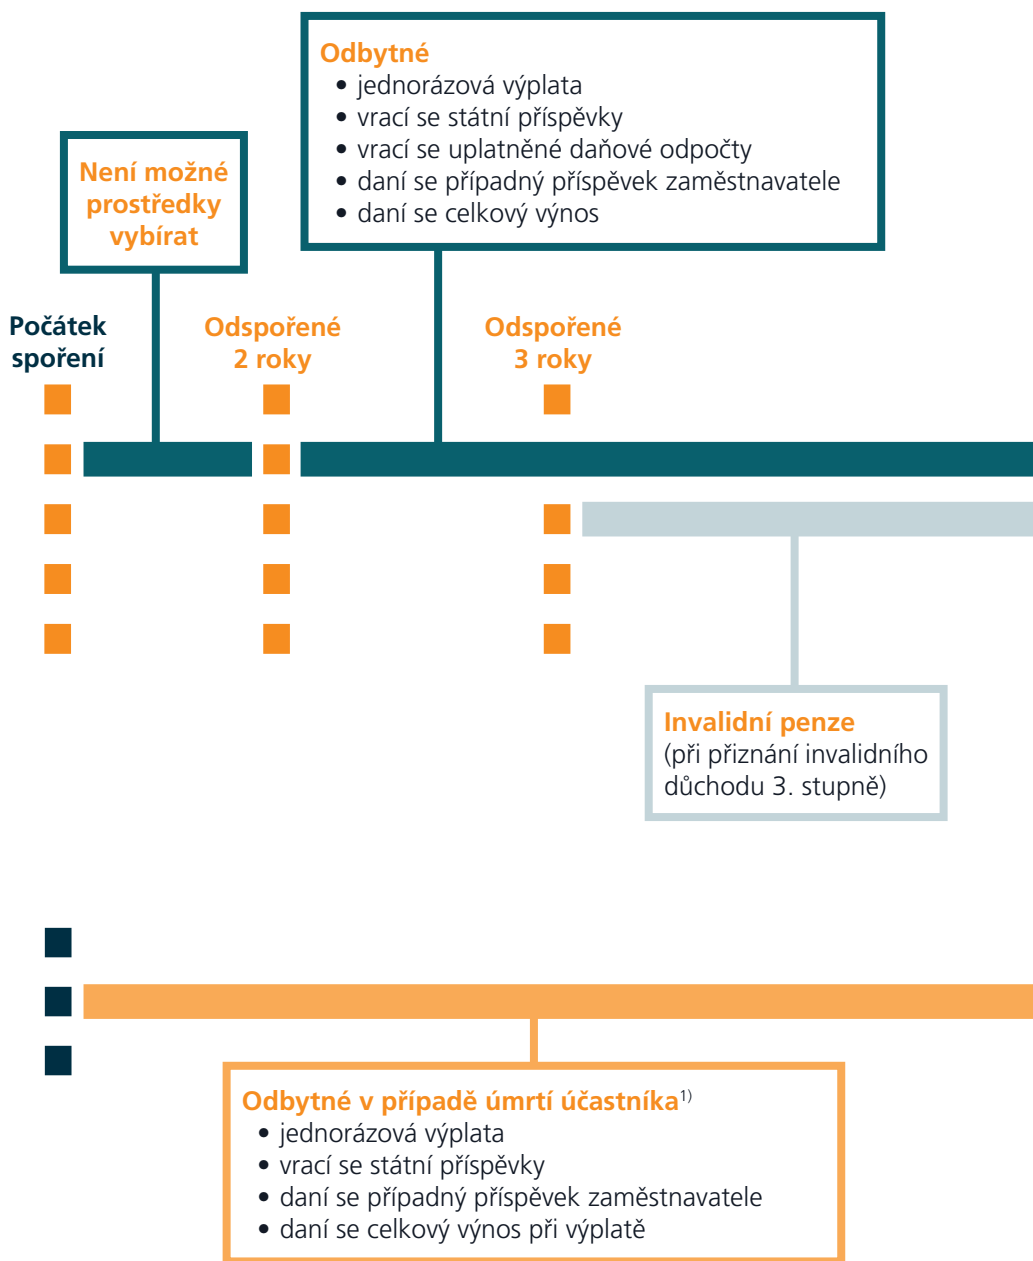 Odbytné
• jednorázová výplata
• vrací se státní příspěvky
• vrací se uplatněné daňové odpočty
• daní se případný příspěvek zaměstnavatele
• daní se celkový výnos
Není možné
prostředky
vybírat
Počátek
spoření
Odspořené
2 roky
Odspořené
3 roky
Invalidní penze
(při přiznání invalidního
důchodu 3. stupně)
Odbytné v případě úmrtí účastníka¹⁾
• jednorázová výplata
• vrací se státní příspěvky
• daní se případný příspěvek zaměstnavatele
• daní se celkový výnos při výplatě